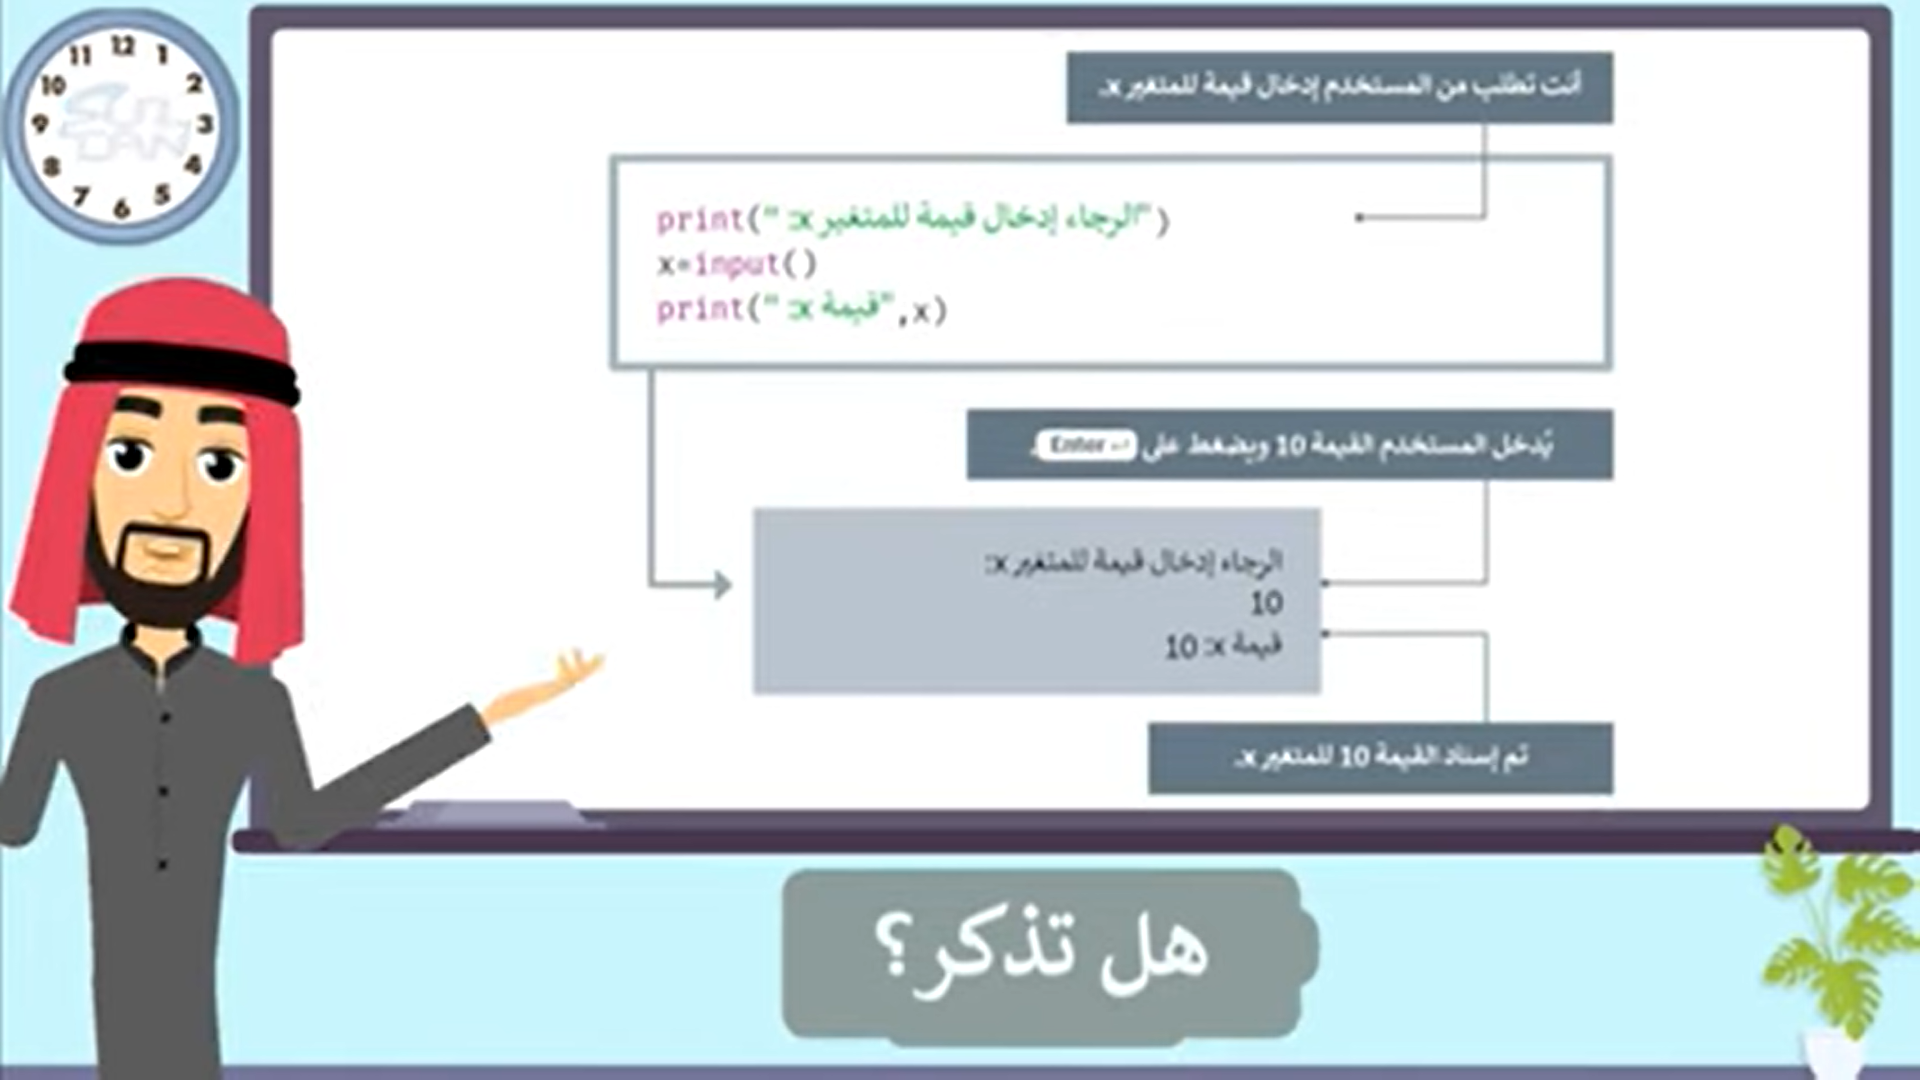 12
11 1
10 2
9 3
8 4
7 5
6
SUL
DAN
أنت تطلب من المستخدم إدخال قيمة للمتغير x.
print("الرجاء إدخال قيمة للمتغير x: ")
x=input()
print("قيمة x: ",x)
يُدخل المستخدم القيمة 10 ويضغط على Enter ↵.
الرجاء إدخال قيمة للمتغير x:
10
قيمة x: 10
تم إسناد القيمة 10 للمتغير x.
هل تذكر؟